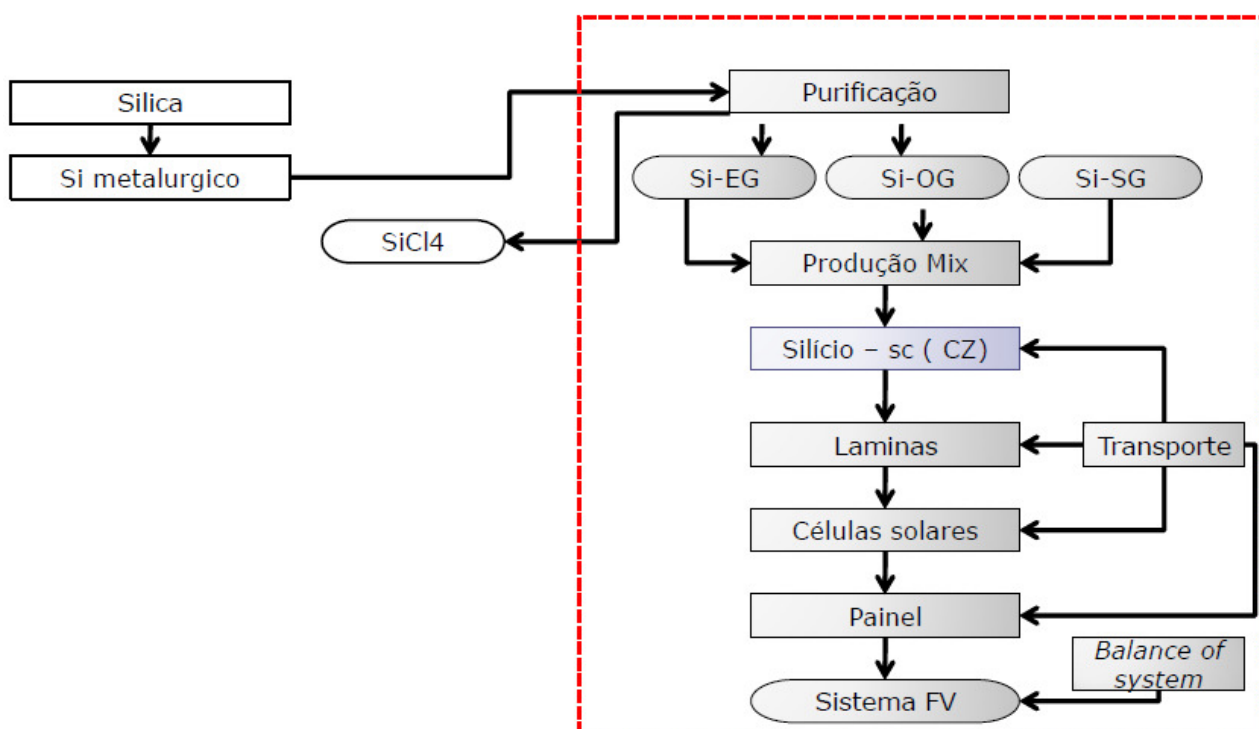 Silica
Si metalurgico
SiCl4
Purificação
Si-EG
Si-OG
Si-SG
Produção Mix
Silício – sc ( CZ)
Laminas
Transporte
Células solares
Painel
Balance of
system
Sistema FV